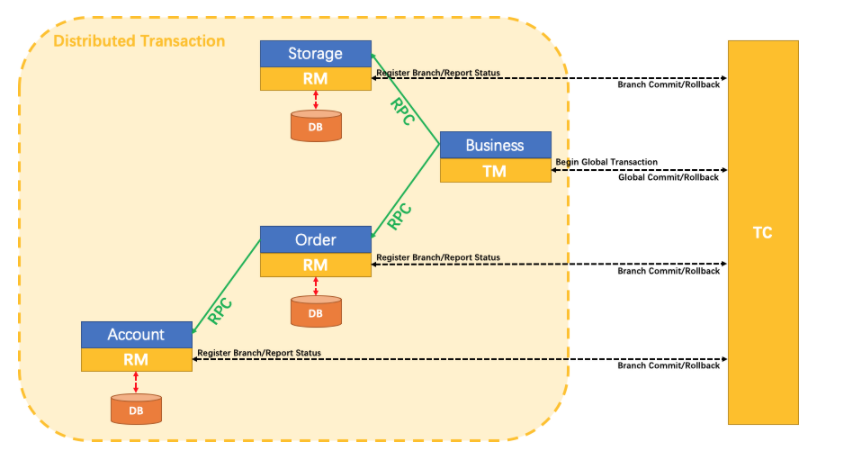 Distributed Transaction
Storage
RM
Register Branch/Report Status
Branch Commit/Rollback
DB
RPC
Business
TM
Begin Global Transaction
Global Commit/Rollback
TC
RPC
Order
RM
Register Branch/Report Status
Branch Commit/Rollback
DB
RPC
Account
RM
Register Branch/Report Status
Branch Commit/Rollback
DB